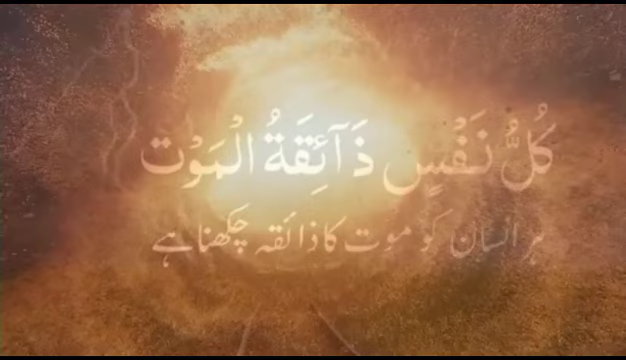 كُلُّ نَفْسٍ ذَآئِقَةُ الْمَوْت
ہر انسان کو موت کا ذائقہ چکھنا ہے